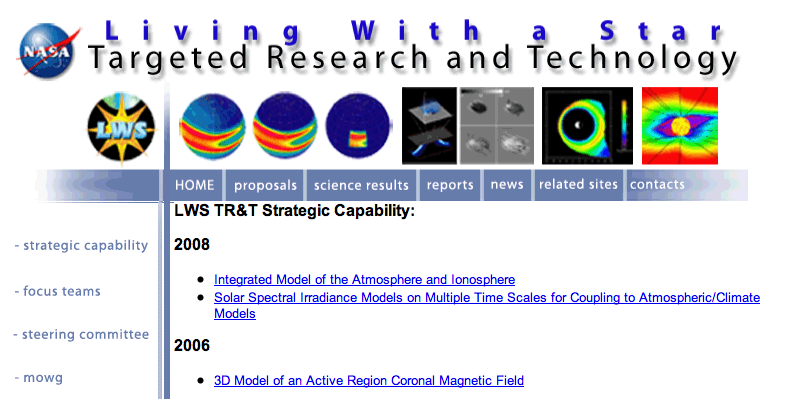 Living With a Star
NASA
Targeted Research and Technology
LWS
HOME proposals science results reports news related sites contacts
LWS TR&T Strategic Capability:
- strategic capability
- focus teams
- steering committee
- mowg
2008
Integrated Model of the Atmosphere and Ionosphere
Solar Spectral Irradiance Models on Multiple Time Scales for Coupling to Atmospheric/Climate
Models
2006
3D Model of an Active Region Coronal Magnetic Field